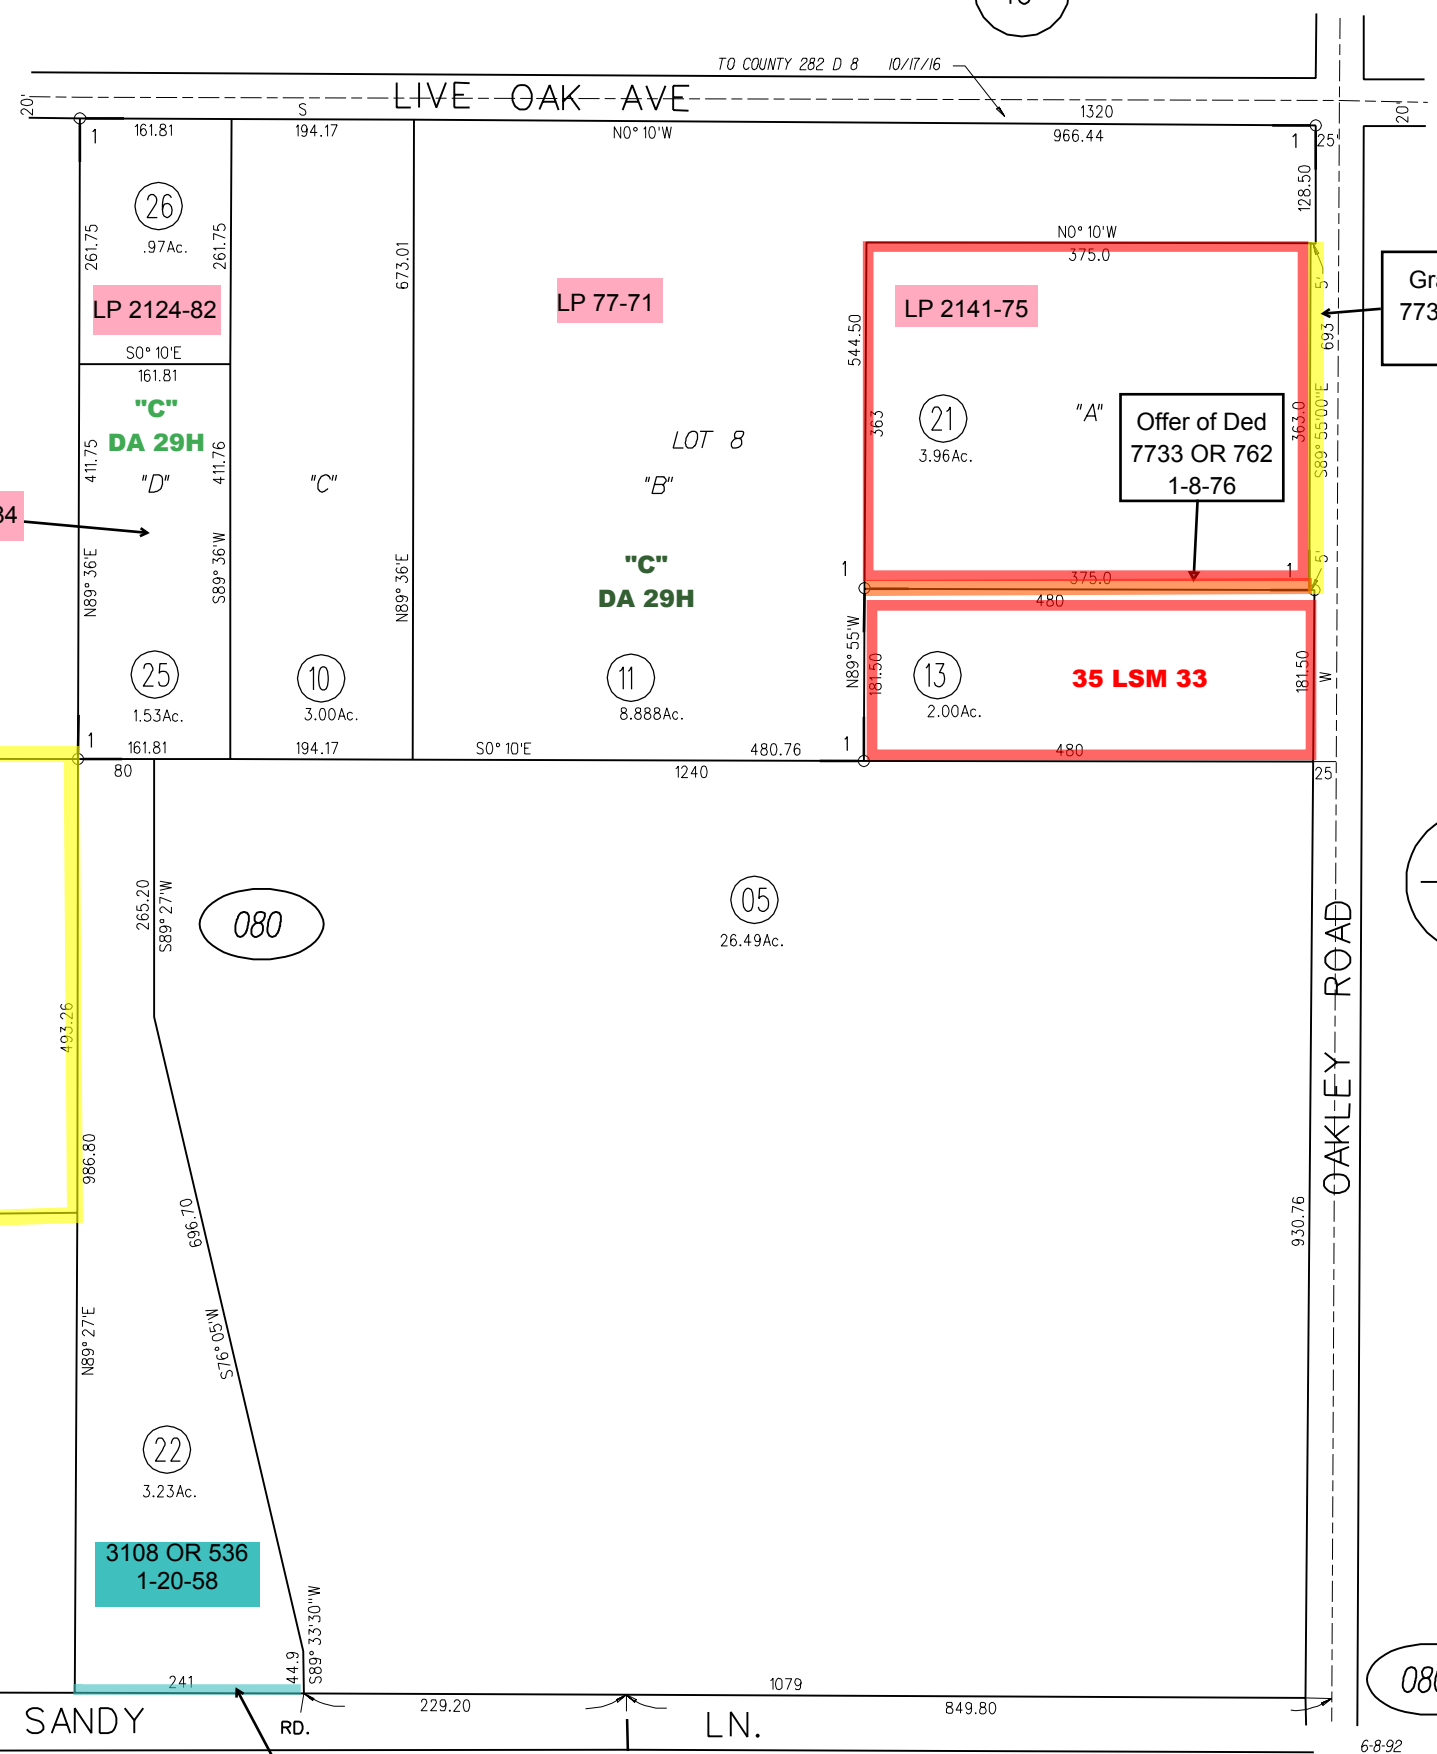 TO COUNTY 282 D 8 10/17/16
LIVE OAK AVE
20'
S
1320
20'
1
161.81
194.17
N0° 10'W
966.44
1
25'
128.50
26
.97Ac.
261.75
261.75
673.01
N0° 10'W
375.0
5'
693
LP 2124-82
LP 77-71
LP 2141-75
544.50
S0° 10'E
161.81
"C"
DA 29H
411.75
411.76
"D"
"C"
LOT 8
"B"
363
21
3.96Ac.
"A"
363.0
S89° 55'00"E
Offer of Ded
7733 OR 762
1-8-76
N89° 36'E
S89° 36'W
N89° 36'E
"C"
DA 29H
1
375.0
1
5'
480
N89° 55'W
181.50
13
2.00Ac.
35 LSM 33
181.50
W
25
1.53Ac.
10
3.00Ac.
11
8.888Ac.
1
161.81
194.17
S0° 10'E
480.76
1
480
80
1240
25
265.20
S89° 27'W
080
05
26.49Ac.
493.26
986.80
696.70
S76° 05'W
N89° 27'E
930.76
OAKLEY ROAD
22
3.23Ac.
3108 OR 536
1-20-58
44.9
S89° 33'30"W
241
1079
229.20
849.80
SANDY
RD.
LN.
6-8-92